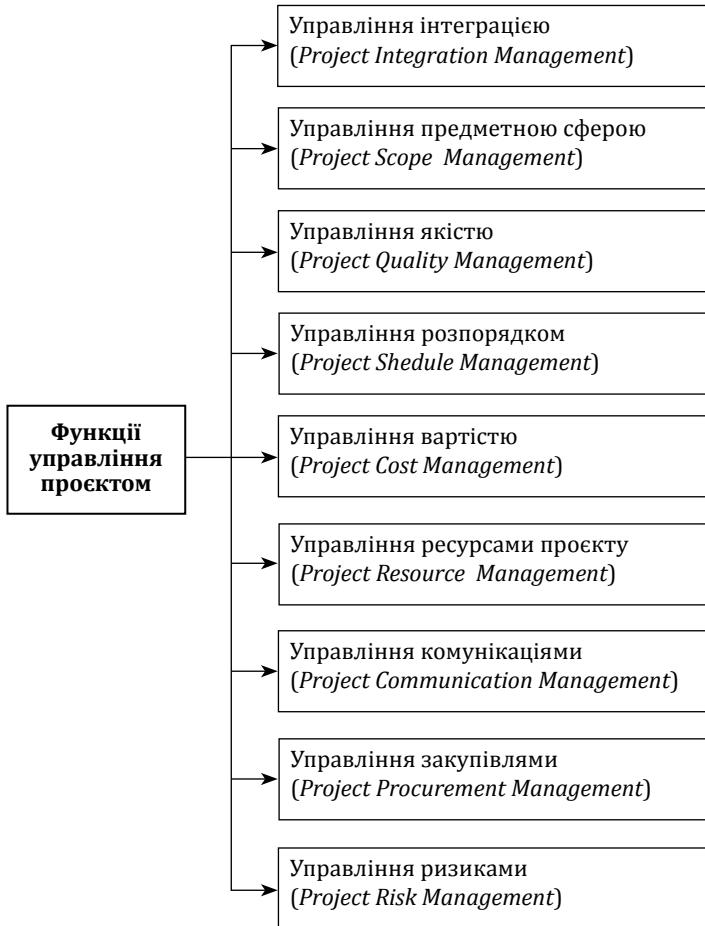 Управління інтеграцією
(Project Integration Management)
Управління предметною сферою
(Project Scope Management)
Управління якістю
(Project Quality Management)
Управління розпорядком
(Project Shedule Management)
Функції
управління
проєктом
Управління вартістю
(Project Cost Management)
Управління ресурсами проєкту
(Project Resource Management)
Управління комунікаціями
(Project Communication Management)
Управління закупівлями
(Project Procurement Management)
Управління ризиками
(Project Risk Management)